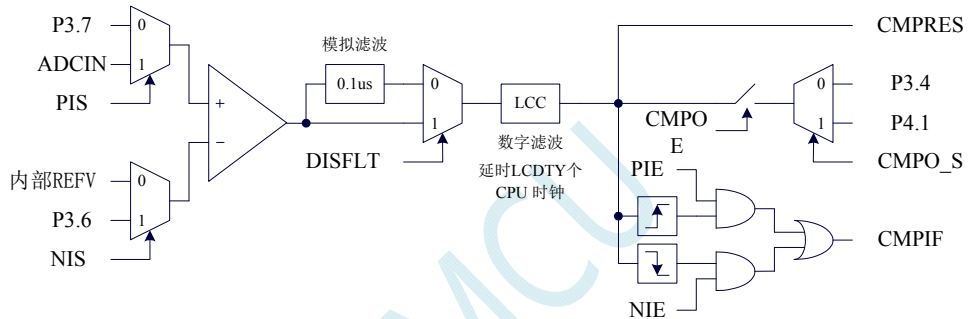 P3.7
0
ADCIN
1
PIS
+
−
模拟滤波
0.1us
0
1
DISFLT
LCC
数字滤波
延时LCDTY个
CPU 时钟
内部REFV
0
P3.6
1
NIS
CMPRES
CMPO
E
0
P3.4
1
P4.1
CMPO_S
PIE
CMPIF
NIE
MCU